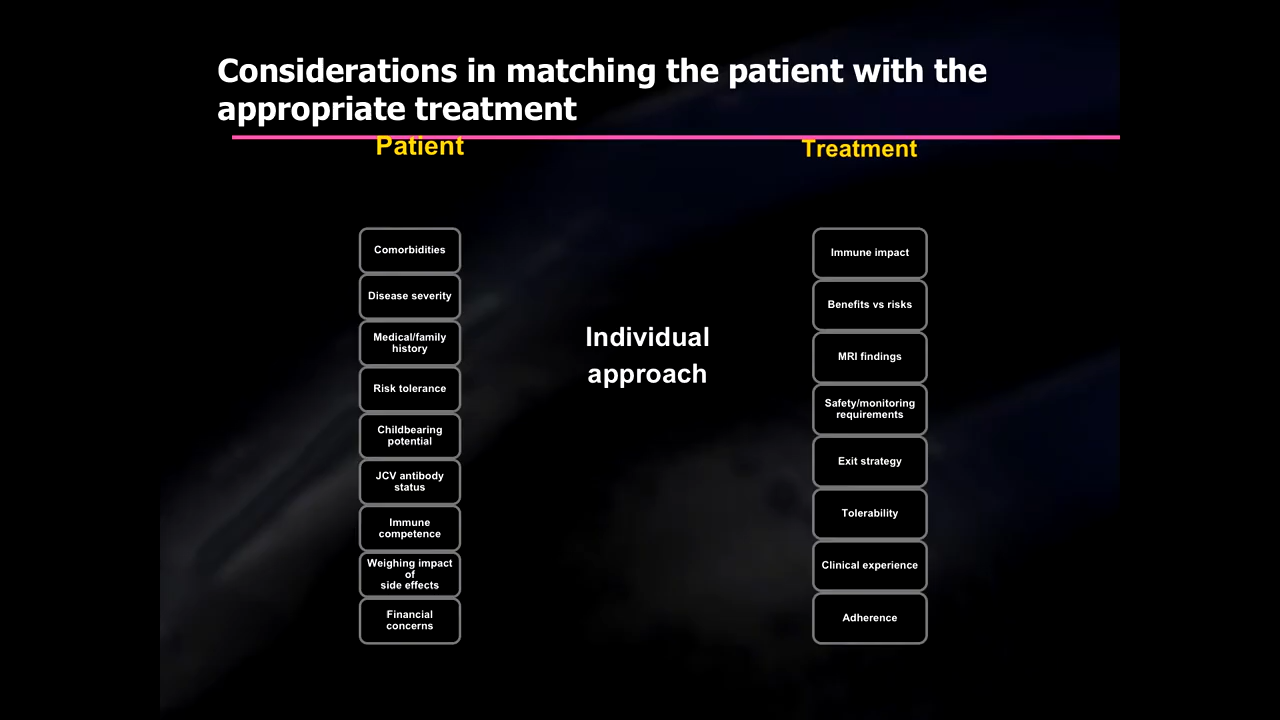 Considerations in matching the patient with the
appropriate treatment
Patient
Comorbidities
Disease severity
Medical/family
history
Risk tolerance
Childbearing
potential
JCV antibody
status
Immune
competence
Weighing impact
of
side effects
Financial
concerns
Individual
approach
Treatment
Immune impact
Benefits vs risks
MRI findings
Safety/monitoring
requirements
Exit strategy
Tolerability
Clinical experience
Adherence